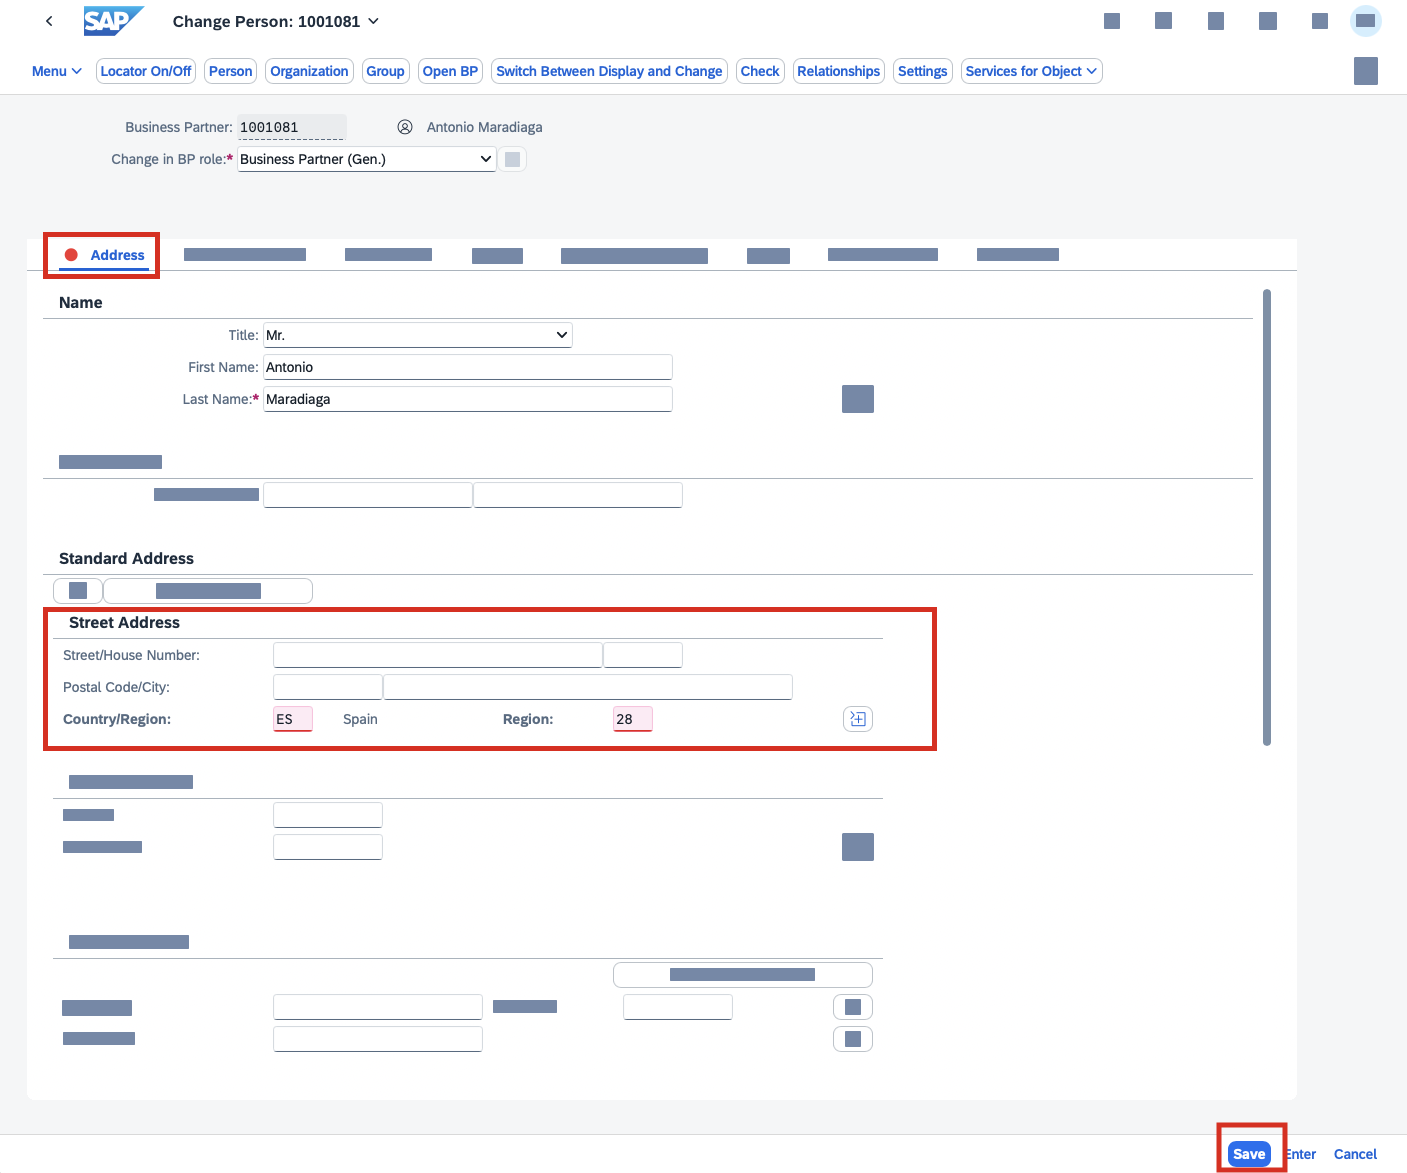 SAP Change Person: 1001081
Menu Locator On/Off Person Organization Group Open BP Switch Between Display and Change Check Relationships Settings Services for Object
Business Partner: 1001081 Antonio Maradiaga
Change in BP role:* Business Partner (Gen.)
Address
Name
Title: Mr.
First Name: Antonio
Last Name:* Maradiaga
Standard Address
Street Address
Street/House Number:
Postal Code/City:
Country/Region: ES Spain Region: 28
Save Enter Cancel